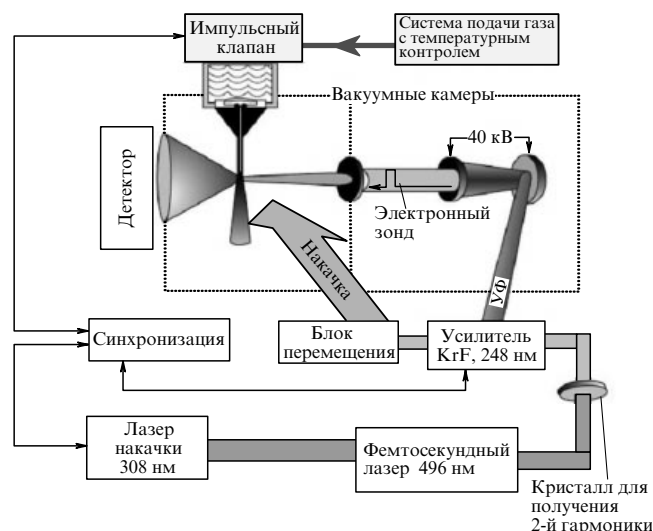 Импульсный
клапан
Система подачи газа
с температурным
контролем
Вакуумные камеры
40 кВ
Детектор
Электронный
зонд
Накачка
УФ
Синхронизация
Блок
перемещения
Усилитель
KrF, 248 нм
Лазер
накачки
308 нм
Фемтосекундный
лазер 496 нм
Кристалл для
получения
2-й гармоники